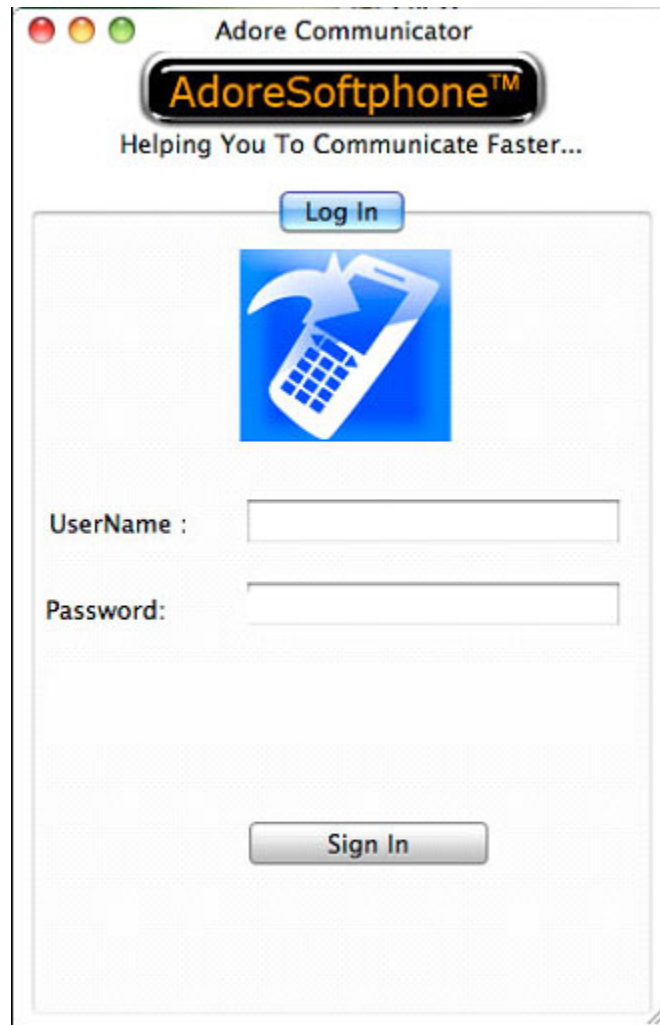 Adore Communicator
AdoreSoftphone™
Helping You To Communicate Faster...
Log In
UserName :
Password:
Sign In